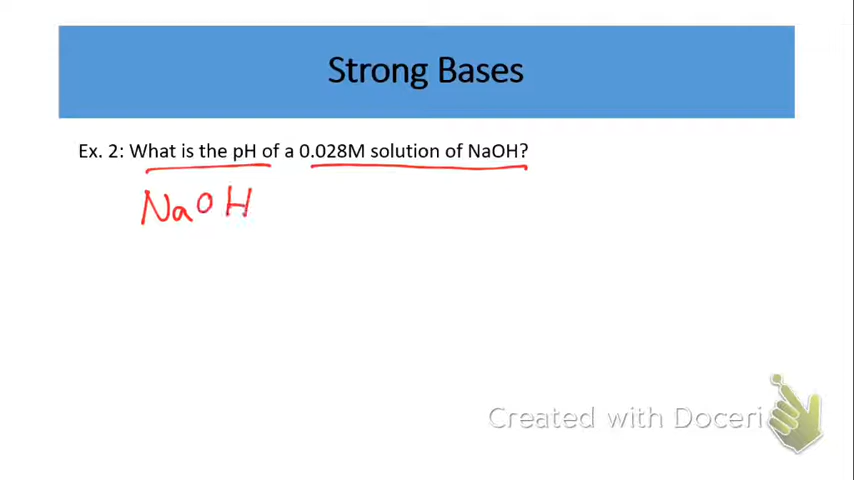 Strong Bases
Ex. 2: What is the pH of a 0.028M solution of NaOH?
NaOH
Created with Doceri